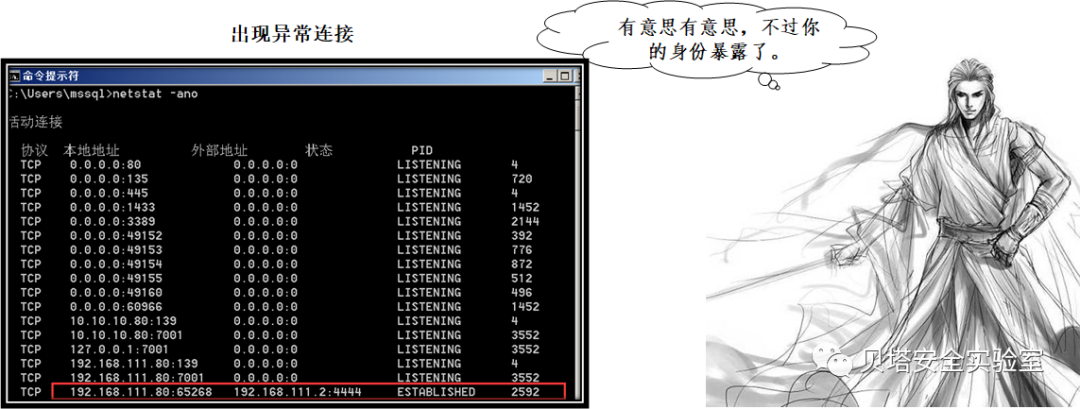 出现异常连接
有意思有意思，不过你
的身份暴露了。
命令提示符
C:\Users\mssql>netstat -ano
活动连接
协议 本地地址 外部地址 状态 PID
TCP 0.0.0.0:80 0.0.0.0:0 LISTENING 4
TCP 0.0.0.0:135 0.0.0.0:0 LISTENING 720
TCP 0.0.0.0:445 0.0.0.0:0 LISTENING 4
TCP 0.0.0.0:1433 0.0.0.0:0 LISTENING 1452
TCP 0.0.0.0:3389 0.0.0.0:0 LISTENING 2144
TCP 0.0.0.0:49152 0.0.0.0:0 LISTENING 392
TCP 0.0.0.0:49153 0.0.0.0:0 LISTENING 776
TCP 0.0.0.0:49154 0.0.0.0:0 LISTENING 872
TCP 0.0.0.0:49155 0.0.0.0:0 LISTENING 512
TCP 0.0.0.0:49160 0.0.0.0:0 LISTENING 496
TCP 0.0.0.0:60966 0.0.0.0:0 LISTENING 1452
TCP 10.10.10.80:139 0.0.0.0:0 LISTENING 4
TCP 10.10.10.80:7001 0.0.0.0:0 LISTENING 3552
TCP 127.0.0.1:7001 0.0.0.0:0 LISTENING 3552
TCP 192.168.111.80:139 0.0.0.0:0 LISTENING 4
TCP 192.168.111.80:7001 0.0.0.0:0 LISTENING 3552
TCP 192.168.111.80:65268 192.168.111.2:4444 ESTABLISHED 2592
贝塔安全实验室